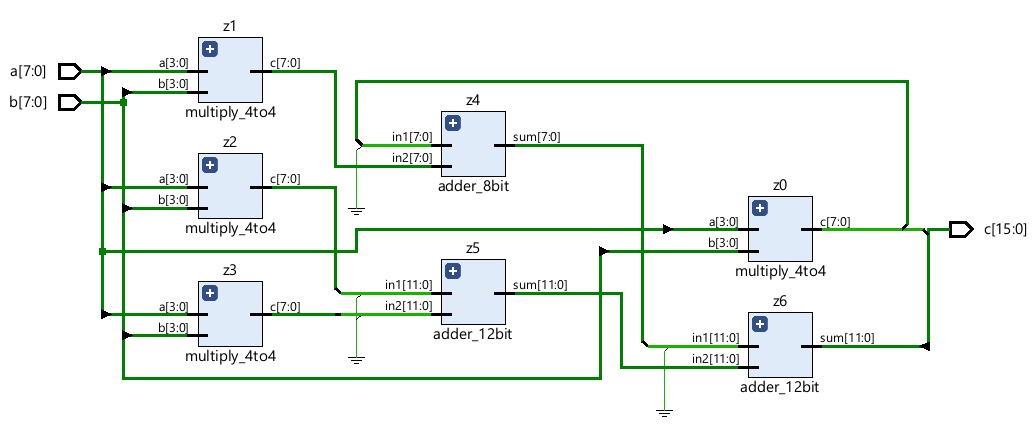 z1
a[7:0]
a[3:0]
c[7:0]
b[3:0]
b[7:0]
multiply_4to4
z4
z2
in1[7:0]
sum[7:0]
in2[7:0]
a[3:0]
c[7:0]
adder_8bit
z0
b[3:0]
multiply_4to4
a[3:0]
c[7:0]
c[15:0]
z5
b[3:0]
z3
multiply_4to4
in1[11:0]
sum[11:0]
z6
a[3:0]
c[7:0]
in2[11:0]
b[3:0]
adder_12bit
in1[11:0]
sum[11:0]
multiply_4to4
in2[11:0]
adder_12bit